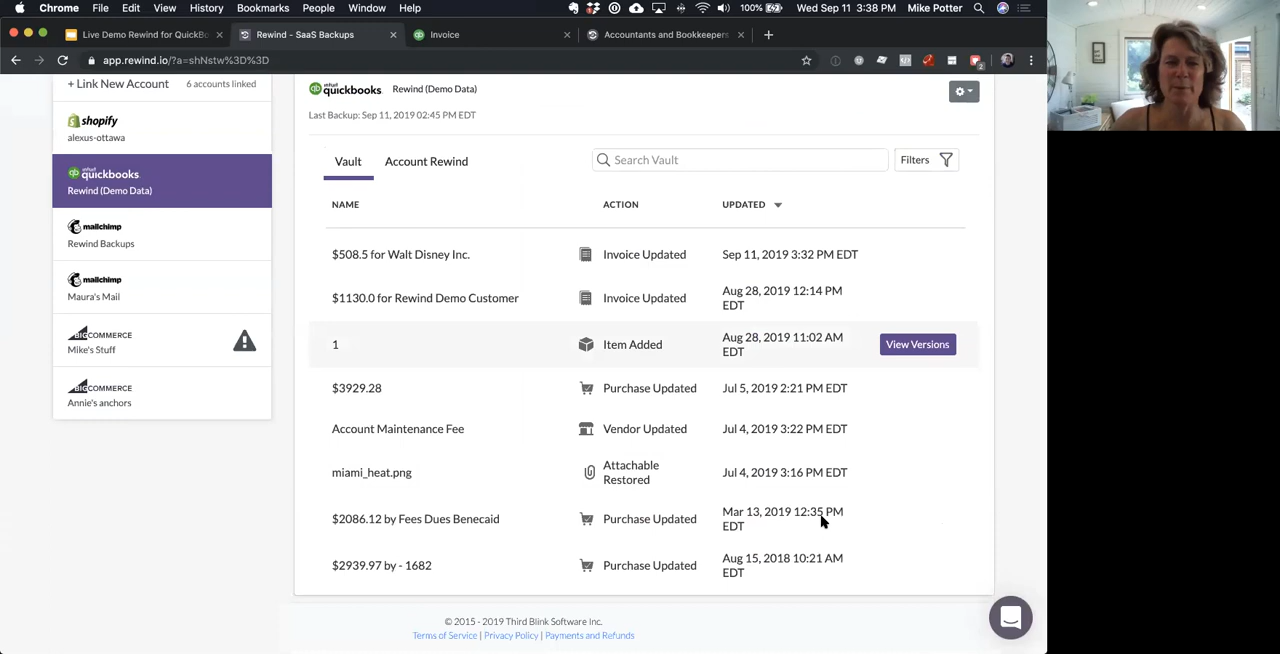 Chrome File Edit View History Bookmarks People Window Help 100% Wed Sep 11 3:38 PM Mike Potter
Live Demo Rewind for QuickBo Rewind - SaaS Backups Invoice Accountants and Bookkeepers
app.rewind.io/?a=shNstw%3D%3D
2
+ Link New Account 6 accounts linked
shopify
alexus-ottawa
intuit quickbooks.
Rewind (Demo Data)
mailchimp
Rewind Backups
mailchimp
Maura's Mail
BIGCOMMERCE
Mike's Stuff
BIGCOMMERCE
Annie's anchors
intuit quickbooks. Rewind (Demo Data)
Last Backup: Sep 11, 2019 02:45 PM EDT
Vault Account Rewind Search Vault Filters
NAME ACTION UPDATED
$508.5 for Walt Disney Inc. Invoice Updated Sep 11, 2019 3:32 PM EDT
$1130.0 for Rewind Demo Customer Invoice Updated Aug 28, 2019 12:14 PM
EDT
1 Item Added Aug 28, 2019 11:02 AM
EDT
View Versions
$3929.28 Purchase Updated Jul 5, 2019 2:21 PM EDT
Account Maintenance Fee Vendor Updated Jul 4, 2019 3:22 PM EDT
miami_heat.png Attachable
Restored
Jul 4, 2019 3:16 PM EDT
$2086.12 by Fees Dues Benecaid Purchase Updated Mar 13, 2019 12:35 PM
EDT
$2939.97 by - 1682 Purchase Updated Aug 15, 2018 10:21 AM
EDT
© 2015 - 2019 Third Blink Software Inc.
Terms of Service | Privacy Policy | Payments and Refunds